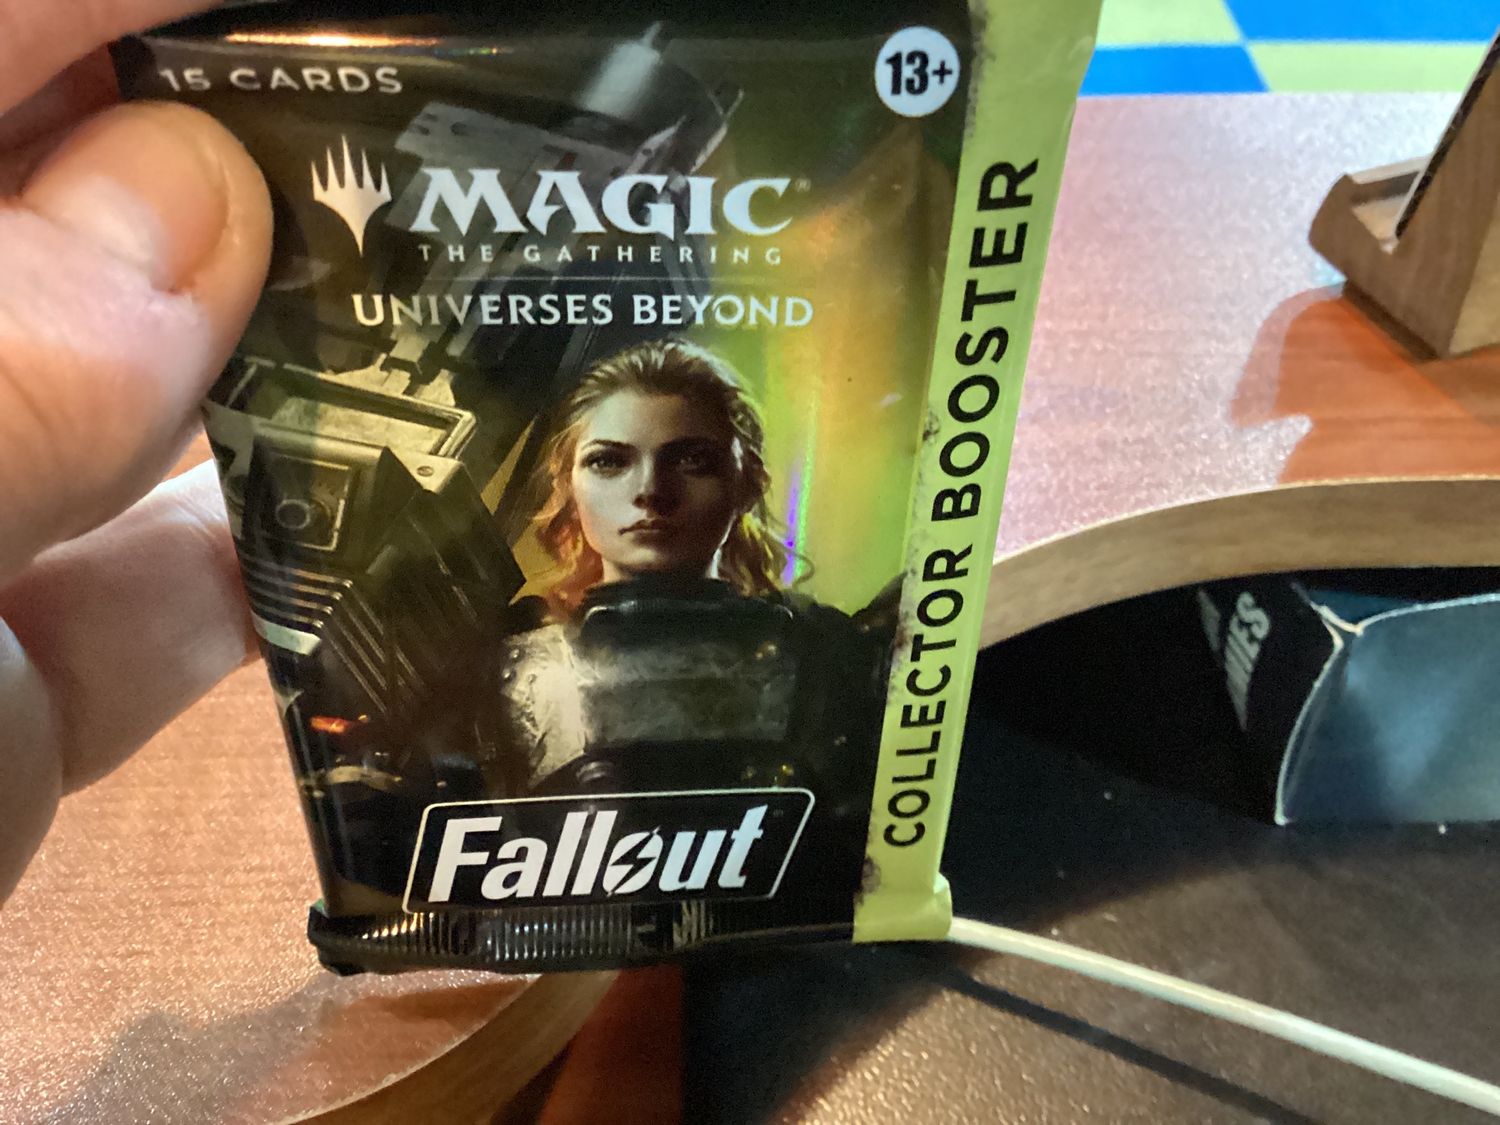 15 CARDS
13+
MAGIC®
THE GATHERING
UNIVERSES BEYOND
COLLECTOR BOOSTER
Fallout